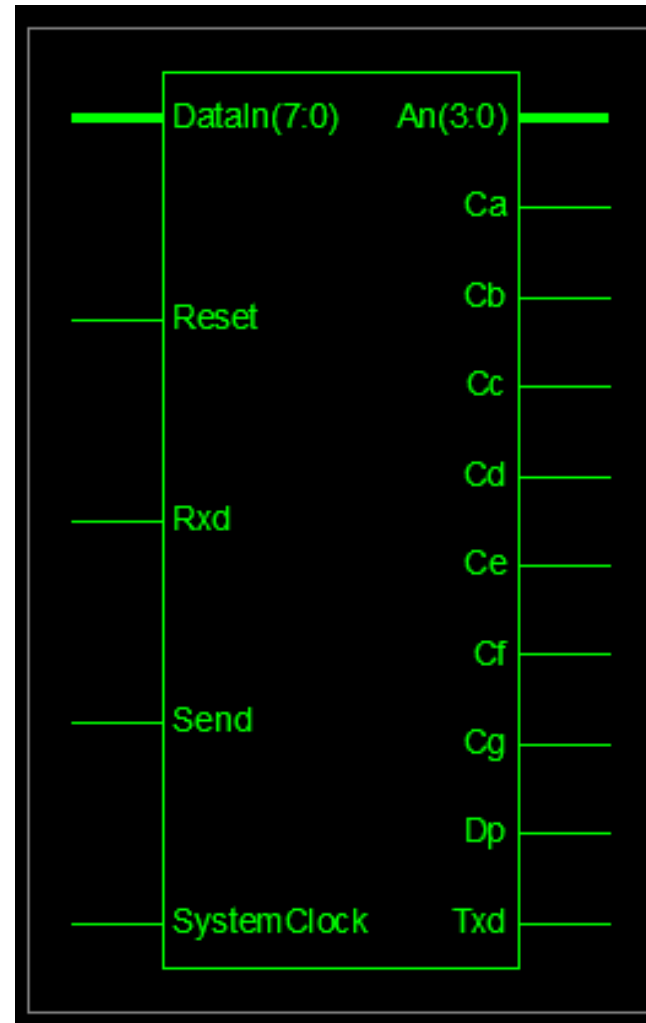 DataIn(7:0) An(3:0)
Ca
Cb
Reset
Cc
Cd
Rxd
Ce
Cf
Send
Cg
Dp
SystemClock Txd